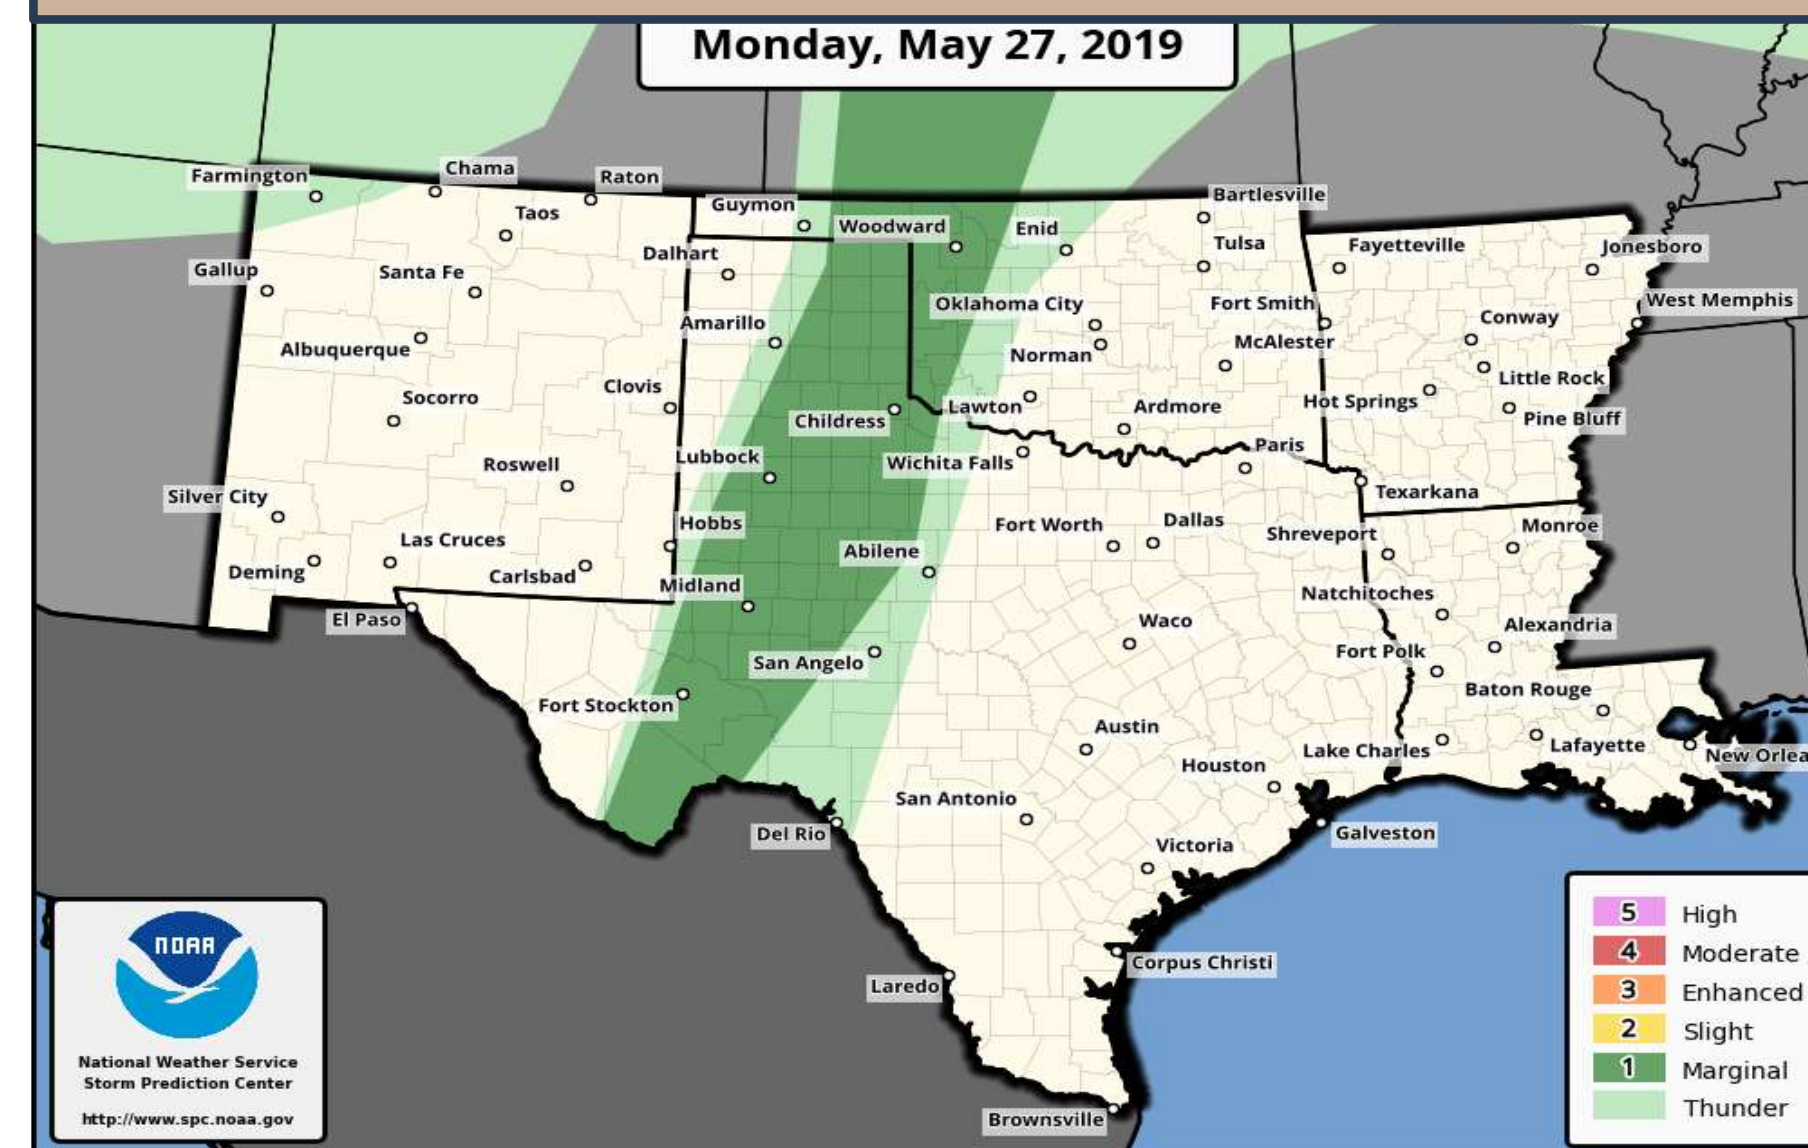 Monday, May 27, 2019
Farmington
Chama
Raton
Taos
Guymon
Woodward
Enid
Bartlesville
Tulsa
Fayetteville
Jonesboro
Gallup
Santa Fe
Dalhart
Oklahoma City
Fort Smith
Conway
West Memphis
Albuquerque
Amarillo
Norman
McAlester
Little Rock
Socorro
Clovis
Childress
Lawton
Ardmore
Hot Springs
Pine Bluff
Roswell
Lubbock
Wichita Falls
Paris
Texarkana
Silver City
Hobbs
Fort Worth
Dallas
Shreveport
Monroe
Deming
Las Cruces
Carlsbad
Midland
Abilene
Natchitoches
El Paso
San Angelo
Waco
Fort Polk
Alexandria
Fort Stockton
Austin
Baton Rouge
Houston
Lake Charles
Lafayette
New Orlea
San Antonio
Del Rio
Victoria
Galveston
Laredo
Corpus Christi
Brownsville
NOAA
National Weather Service
Storm Prediction Center
http://www.spc.noaa.gov
5 High
4 Moderate
3 Enhanced
2 Slight
1 Marginal
Thunder